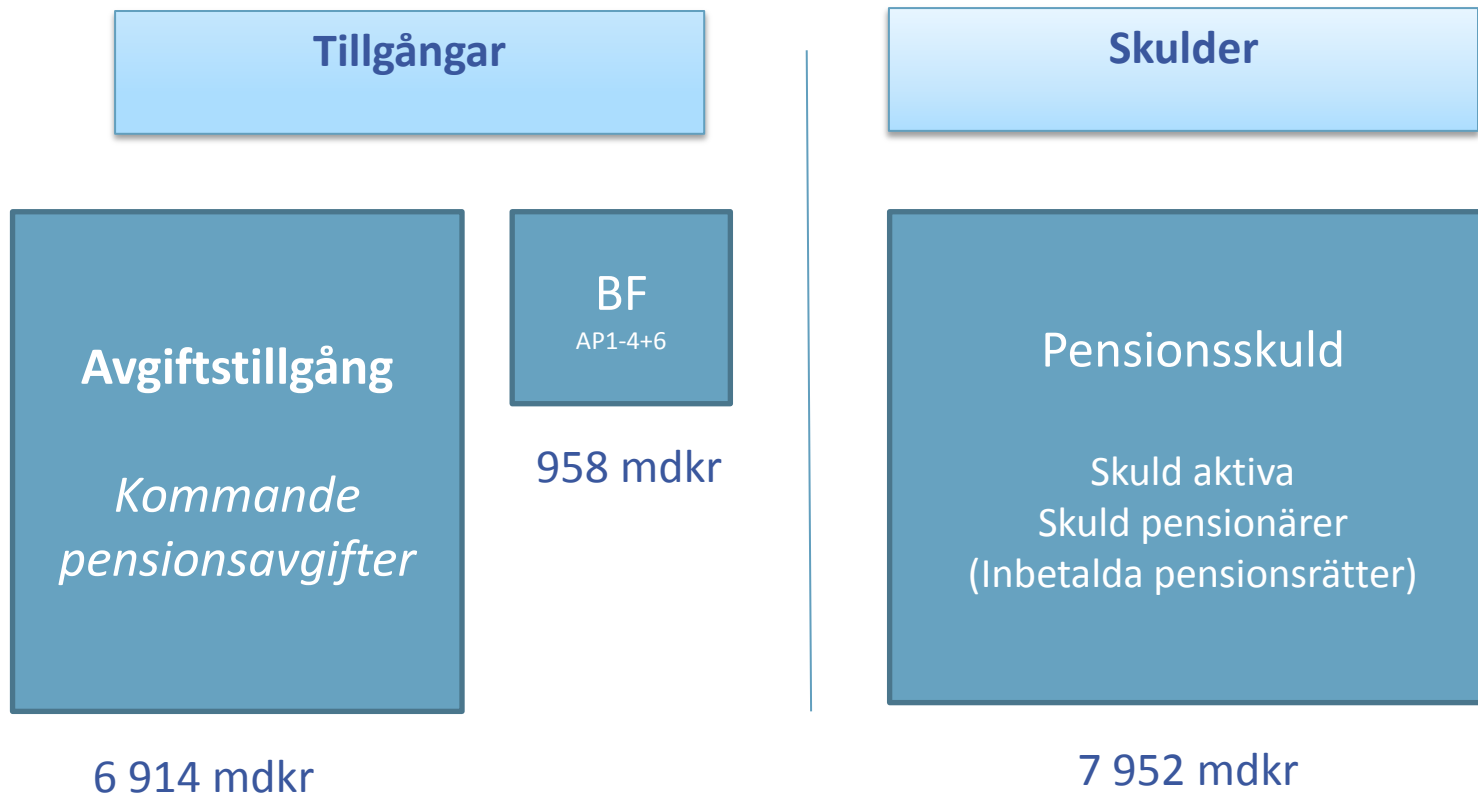 Tillgångar
Skulder
Avgiftstillgång
Kommande
pensionsavgifter
6 914 mdkr
BF
AP1-4+6
958 mdkr
Pensionsskuld
Skuld aktiva
Skuld pensionärer
(Inbetalda pensionsrätter)
7 952 mdkr